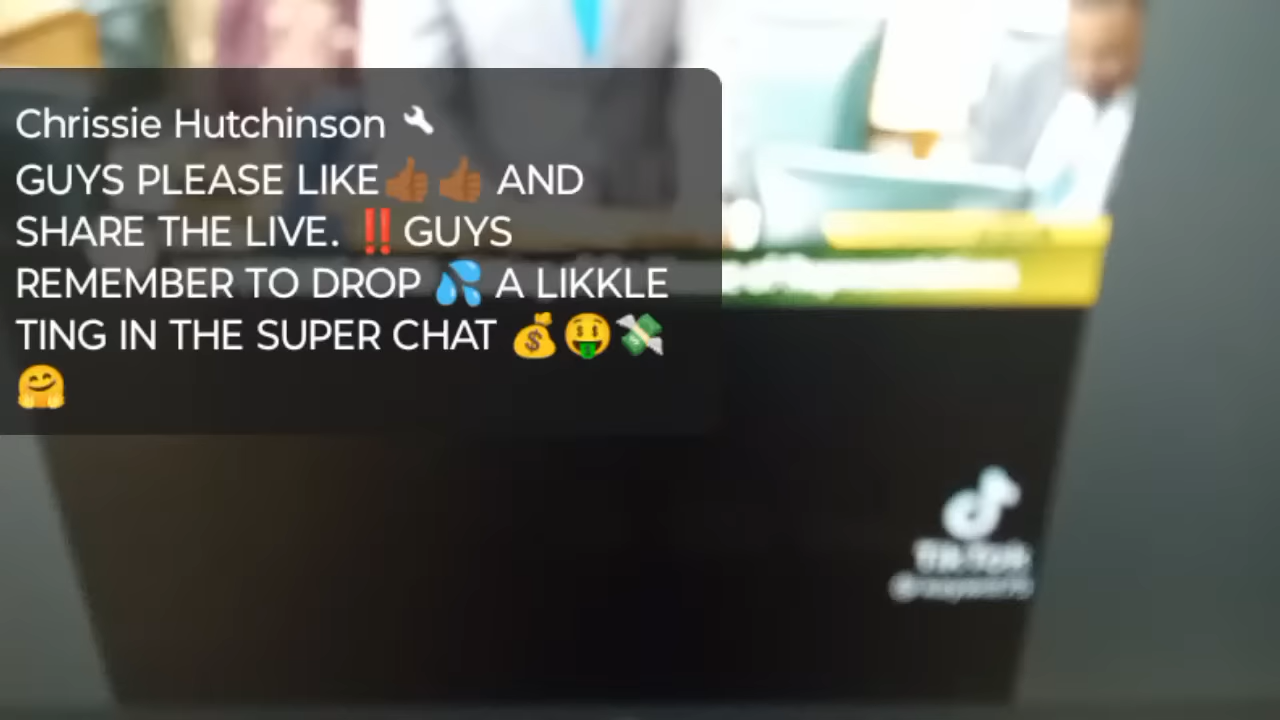 Chrissie Hutchinson
GUYS PLEASE LIKE👍🏾👍🏾 AND
SHARE THE LIVE. ‼️GUYS
REMEMBER TO DROP 💦 A LIKKLE
TING IN THE SUPER CHAT 💰🤑💸
🤗
TikTok